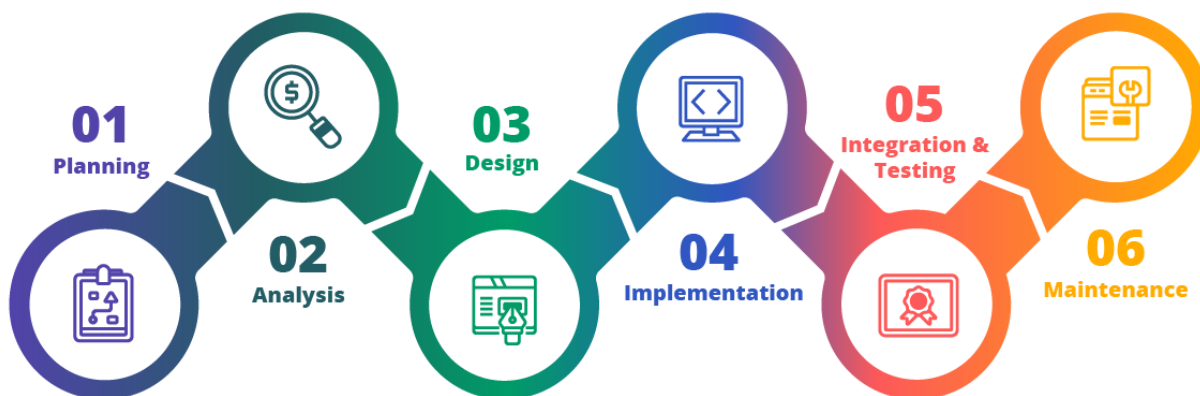 01
Planning
$
02
Analysis
03
Design
04
Implementation
05
Integration &
Testing
06
Maintenance